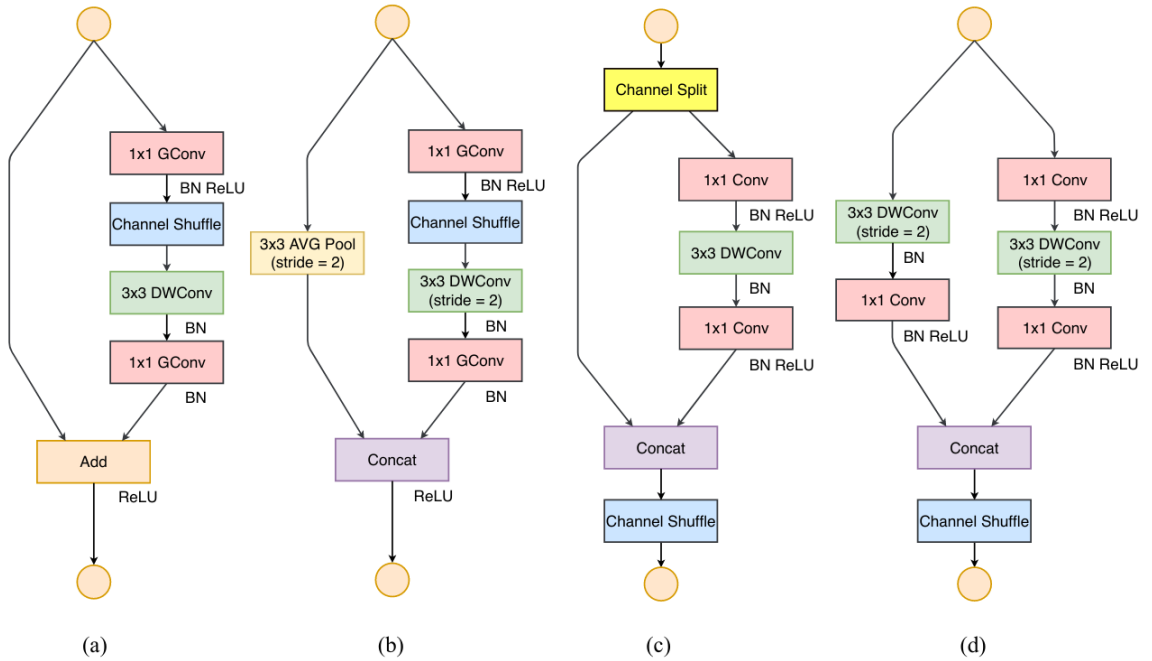 1x1 GConv
BN ReLU
Channel Shuffle
3x3 DWConv
BN
1x1 GConv
BN
Add
ReLU
(a)
1x1 GConv
BN ReLU
Channel Shuffle
3x3 AVG Pool
(stride = 2)
3x3 DWConv
(stride = 2)
BN
1x1 GConv
BN
Concat
ReLU
(b)
Channel Split
1x1 Conv
BN ReLU
3x3 DWConv
BN
1x1 Conv
BN ReLU
Concat
Channel Shuffle
(c)
3x3 DWConv
(stride = 2)
BN
1x1 Conv
BN ReLU
1x1 Conv
BN ReLU
3x3 DWConv
(stride = 2)
BN
1x1 Conv
BN ReLU
Concat
Channel Shuffle
(d)